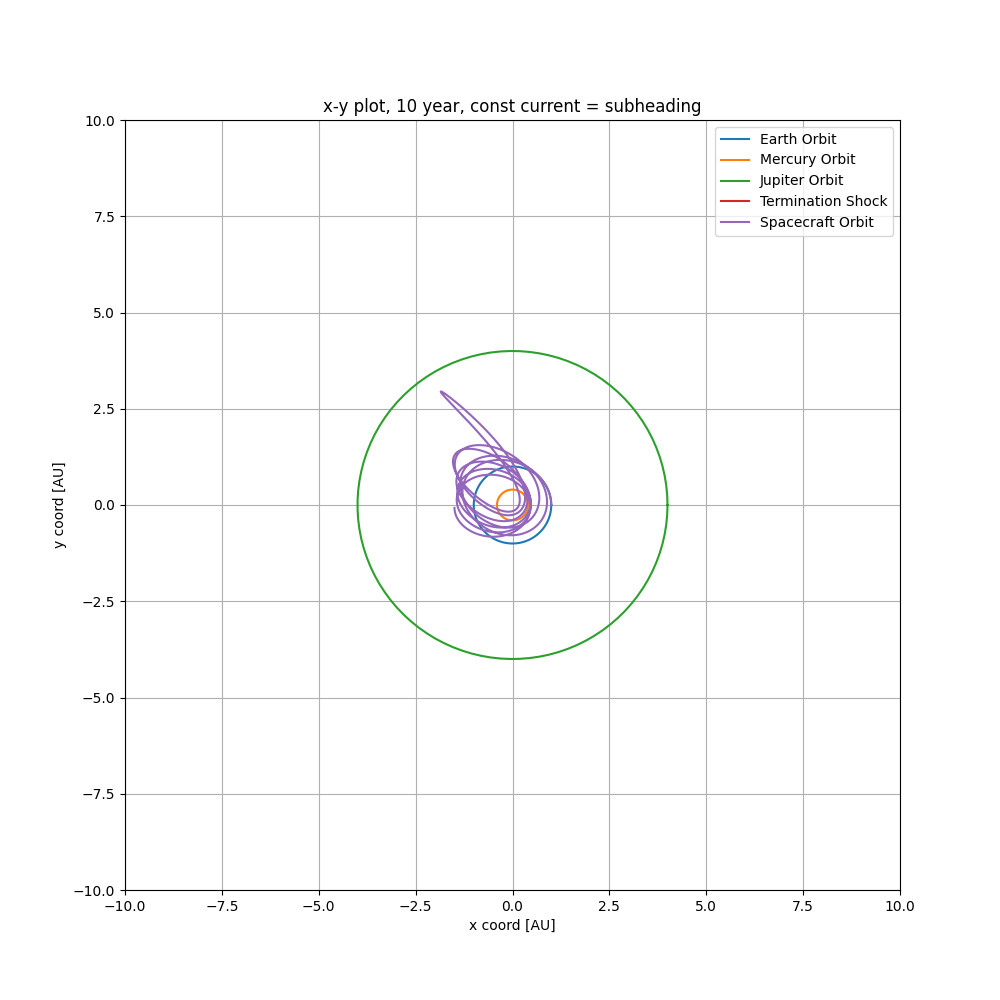 x-y plot, 10 year, const current = subheading
10.0
7.5
5.0
2.5
0.0
−2.5
−5.0
−7.5
−10.0
y coord [AU]
Earth Orbit
Mercury Orbit
Jupiter Orbit
Termination Shock
Spacecraft Orbit
−10.0 −7.5 −5.0 −2.5 0.0 2.5 5.0 7.5 10.0
x coord [AU]